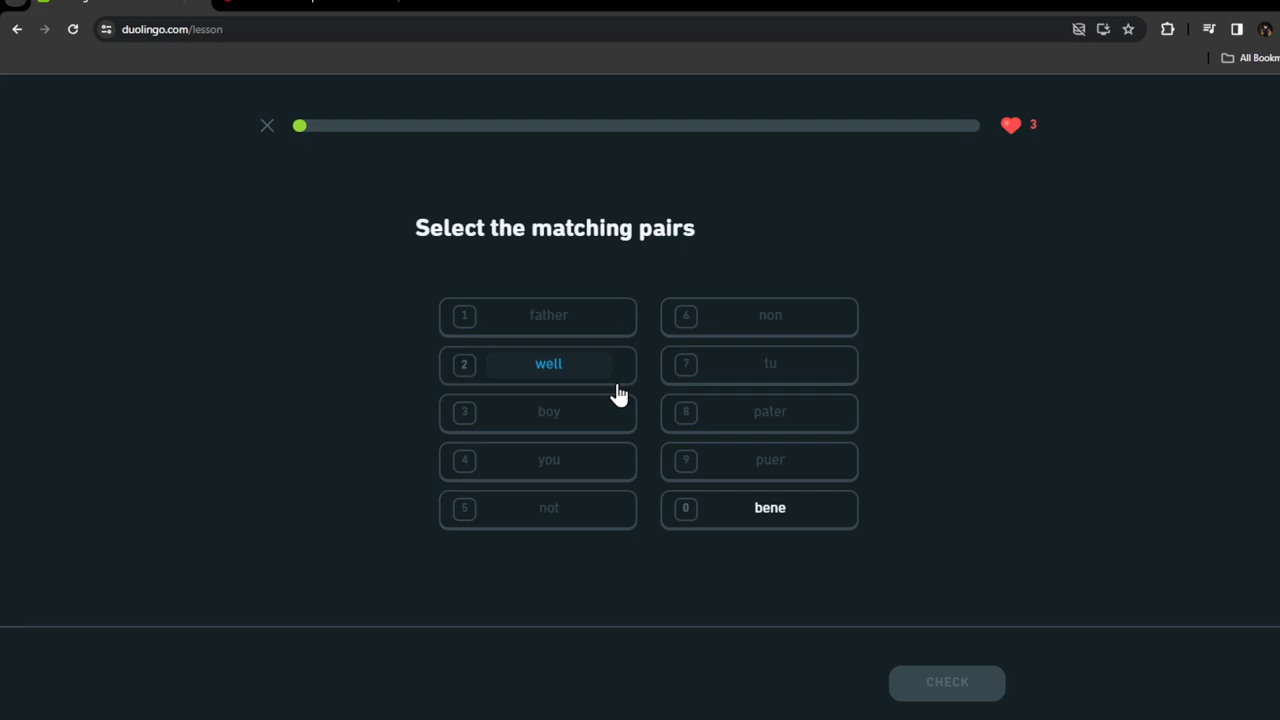 duolingo.com/lesson
All Bookm
3
Select the matching pairs
1 father
6 non
2 well
7 tu
3 boy
8 pater
4 you
9 puer
5 not
0 bene
CHECK